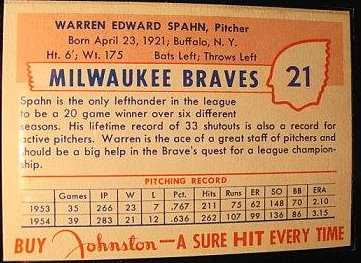 WARREN EDWARD SPAHN, Pitcher
Born April 23, 1921; Buffalo, N. Y.
Ht. 6'; Wt. 175 Bats Left; Throws Left
MILWAUKEE BRAVES 21
Spahn is the only lefthander in the league
to be a 20 game winner over six different
seasons. His lifetime record of 33 shutouts is also a record for
active pitchers. Warren is the ace of a great staff of pitchers and
should be a big help in the Brave's quest for a league champion-
ship.
PITCHING RECORD
Games IP W L Pct. Hits Runs ER SO BB ERA
1953 35 266 23 7 .767 211 75 62 148 70 2.10
1954 39 283 21 12 .636 262 107 99 136 86 3.15
BUY Johnston—A SURE HIT EVERY TIME